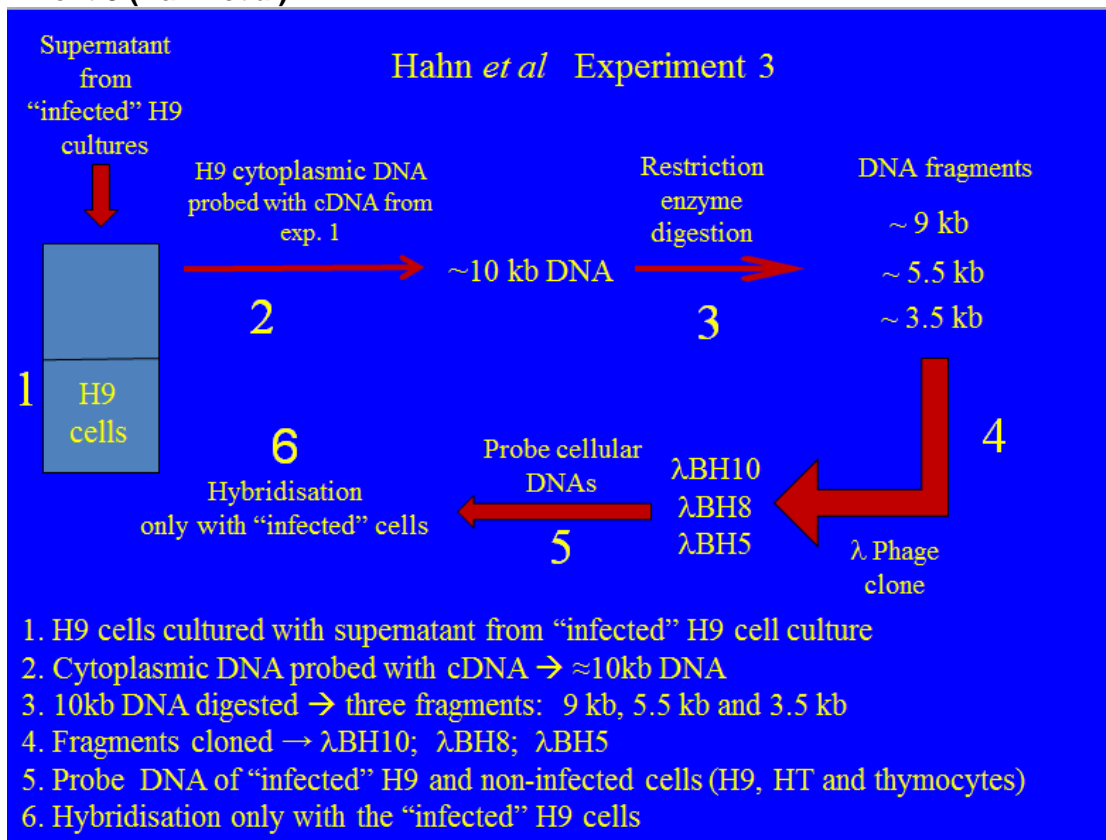 Hahn et al Experiment 3
Supernatant
from
“infected” H9
cultures
1
H9
cells
H9 cytoplasmic DNA
probed with cDNA from
exp. 1
2
~10 kb DNA
Restriction
enzyme
digestion
3
DNA fragments
~ 9 kb
~ 5.5 kb
~ 3.5 kb
4
λ Phage
clone
λBH10
λBH8
λBH5
Probe cellular
DNAs
5
6
Hybridisation
only with “infected” cells
1. H9 cells cultured with supernatant from “infected” H9 cell culture
2. Cytoplasmic DNA probed with cDNA → ≈10kb DNA
3. 10kb DNA digested → three fragments: 9 kb, 5.5 kb and 3.5 kb
4. Fragments cloned → λBH10; λBH8; λBH5
5. Probe DNA of “infected” H9 and non-infected cells (H9, HT and thymocytes)
6. Hybridisation only with the “infected” H9 cells